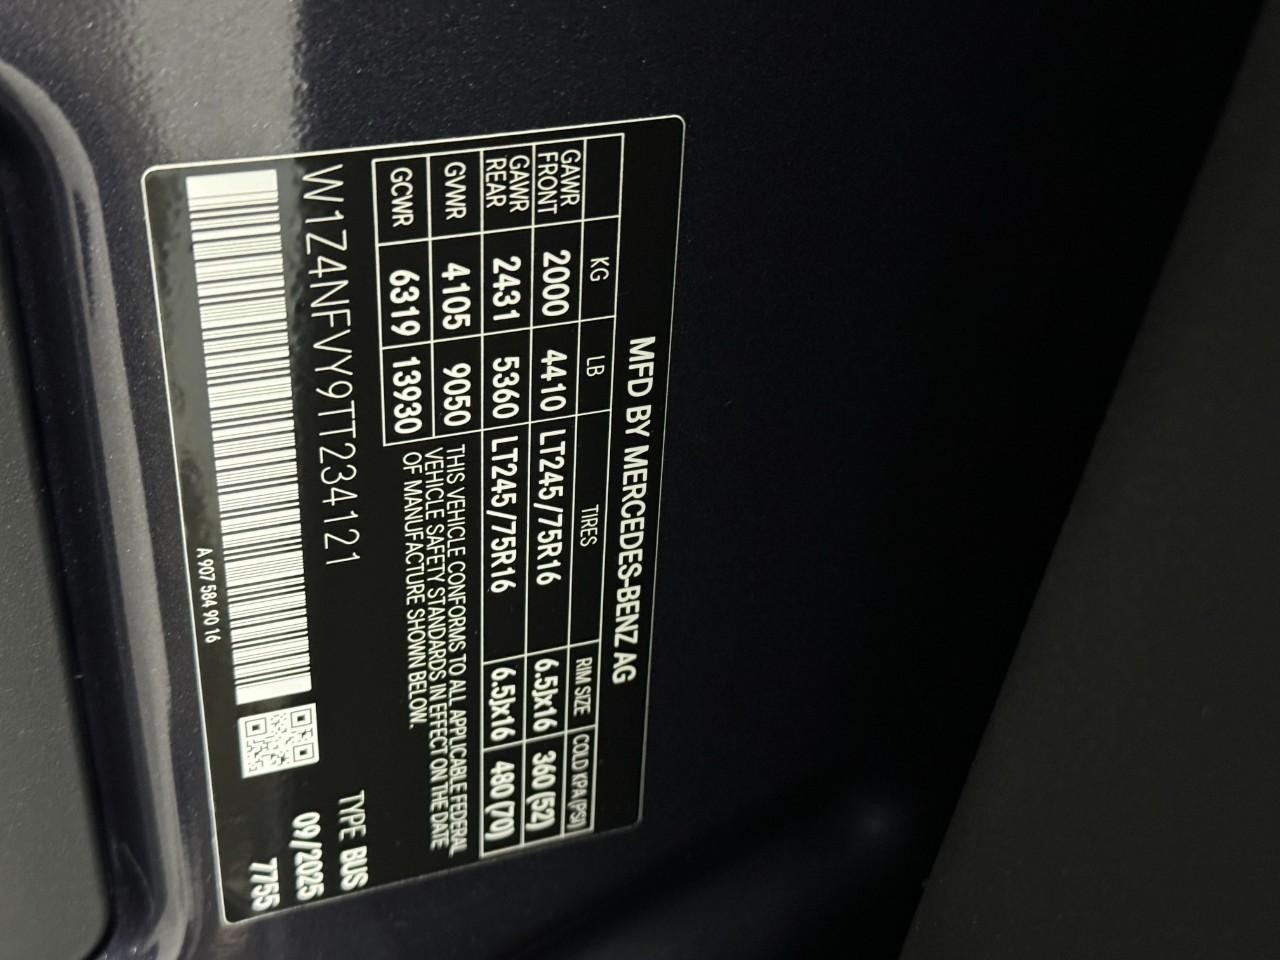 MFD BY MERCEDES-BENZ AG
KG LB TIRES RIM SIZE COLD KPA(PSI)
GAWR FRONT 2000 4410 LT245/75R16 6.5Jx16 360 (52)
GAWR REAR 2431 5360 LT245/75R16 6.5Jx16 480 (70)
GVWR 4105 9050
GCWR 6319 13930
THIS VEHICLE CONFORMS TO ALL APPLICABLE FEDERAL
VEHICLE SAFETY STANDARDS IN EFFECT ON THE DATE
OF MANUFACTURE SHOWN BELOW.
W1Z4NFVY9TT234121
TYPE BUS
09/2025
7755
A 907 584 90 16